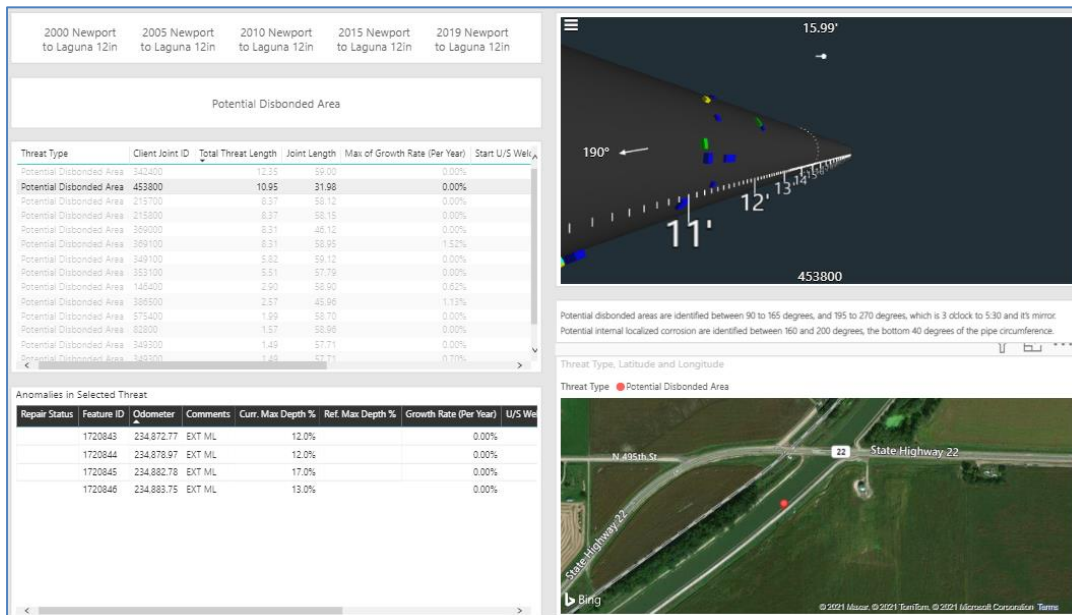 2000 Newport to Laguna 12in
2005 Newport to Laguna 12in
2010 Newport to Laguna 12in
2015 Newport to Laguna 12in
2019 Newport to Laguna 12in
Potential Disbonded Area
Threat Type Client Joint ID Total Threat Length Joint Length Max of Growth Rate (Per Year) Start U/S Weld
Potential Disbonded Area 342400 12.35 59.00 0.00%
Potential Disbonded Area 453800 10.95 31.98 0.00%
Potential Disbonded Area 215700 8.37 58.12 0.00%
Potential Disbonded Area 215800 8.37 58.15 0.00%
Potential Disbonded Area 369000 8.31 46.12 0.00%
Potential Disbonded Area 369100 8.31 58.95 1.52%
Potential Disbonded Area 349100 5.82 59.12 0.00%
Potential Disbonded Area 353100 5.51 57.79 0.00%
Potential Disbonded Area 146400 2.90 58.90 0.62%
Potential Disbonded Area 386500 2.57 45.96 1.13%
Potential Disbonded Area 575400 1.99 58.70 0.00%
Potential Disbonded Area 82800 1.57 58.96 0.00%
Potential Disbonded Area 349300 1.49 57.71 0.00%
Potential Disbonded Area 349300 1.49 57.71 0.70%
Anomalies in Selected Threat
Repair Status Feature ID Odometer Comments Curr. Max Depth % Ref. Max Depth % Growth Rate (Per Year) U/S Wel
1720843 234,872.77 EXT ML 12.0% 0.00%
1720844 234,878.97 EXT ML 12.0% 0.00%
1720845 234,882.78 EXT ML 17.0% 0.00%
1720846 234,883.75 EXT ML 13.0% 0.00%
15.99'
190°
11'
12'
13'
14'
453800
Potential disbonded areas are identified between 90 to 165 degrees, and 195 to 270 degrees, which is 3 o'clock to 5:30 and it's mirror.
Potential internal localized corrosion are identified between 160 and 200 degrees, the bottom 40 degrees of the pipe circumference.
Threat Type, Latitude and Longitude
Threat Type Potential Disbonded Area
N 495th St
22
State Highway 22
State Highway 22
Bing
© 2021 Maxar, © 2021 TomTom, © 2021 Microsoft Corporation Terms